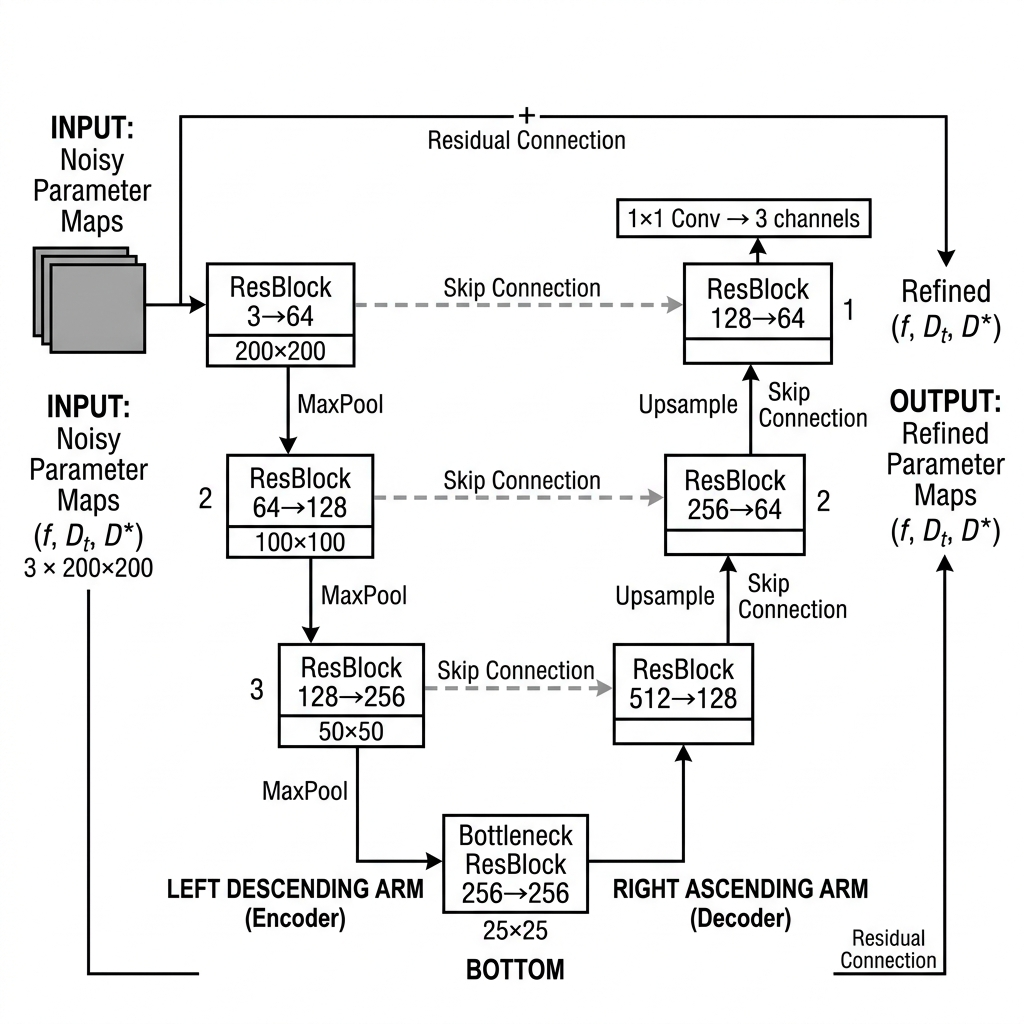 +
Residual Connection
INPUT:
Noisy
Parameter
Maps
1×1 Conv → 3 channels
ResBlock
3→64
200×200
Skip Connection
ResBlock
128→64
1
Refined
(f, Dt, D*)
MaxPool
Upsample
Skip
Connection
INPUT:
Noisy
Parameter
Maps
(f, Dt, D*)
3 × 200×200
2
ResBlock
64→128
100×100
Skip Connection
ResBlock
256→64
2
OUTPUT:
Refined
Parameter
Maps
(f, Dt, D*)
MaxPool
Upsample
Skip
Connection
3
ResBlock
128→256
50×50
Skip Connection
ResBlock
512→128
MaxPool
Bottleneck
ResBlock
256→256
25×25
BOTTOM
LEFT DESCENDING ARM
(Encoder)
RIGHT ASCENDING ARM
(Decoder)
Residual
Connection